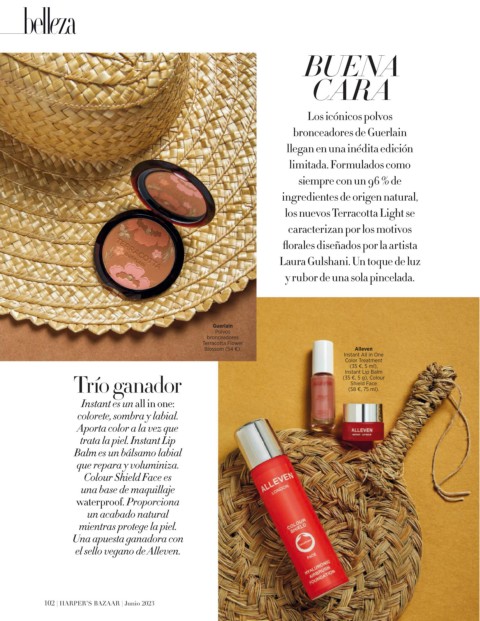 belleza
BUENA
CARA
Los icónicos polvos
bronceadores de Guerlain
llegan en una inédita edición
limitada. Formulados como
siempre con un 96 % de
ingredientes de origen natural,
los nuevos Terracotta Light se
caracterizan por los motivos
florales diseñados por la artista
Laura Gulshani. Un toque de luz
y rubor de una sola pincelada.
Guerlain
Polvos
bronceadores
Terracotta Flower
Blossom (58 €).
Trío ganador
Instant es un all in one:
colorete, sombra y labial.
Aporta color a la vez que
trata la piel. Instant Lip
Balm es un bálsamo labial
que repara y voluminiza.
Colour Shield Face es
una base de maquillaje
waterproof. Proporciona
un acabado natural
mientras protege la piel.
Una apuesta ganadora con
el sello vegano de Alleven.
Alleven
Instant All in One
Color Treatment
(35 €, 5 ml),
Instant Lip Balm
(35 €, 5 g), Colour
Shield Face
(58 €, 75 ml).
ALLEVEN
ALLEVEN
LONDON
COLOUR
SHIELD
FACE
HYALURONIC
AIRBRUSH
FOUNDATION
102 | HARPER'S BAZAAR | Junio 2023